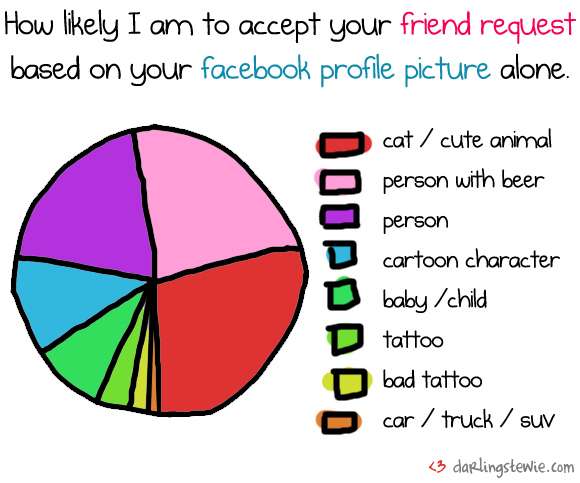 How likely I am to accept your friend request
based on your facebook profile picture alone.
cat / cute animal
person with beer
person
cartoon character
baby /child
tattoo
bad tattoo
car / truck / suv
<3 darlingstewie.com